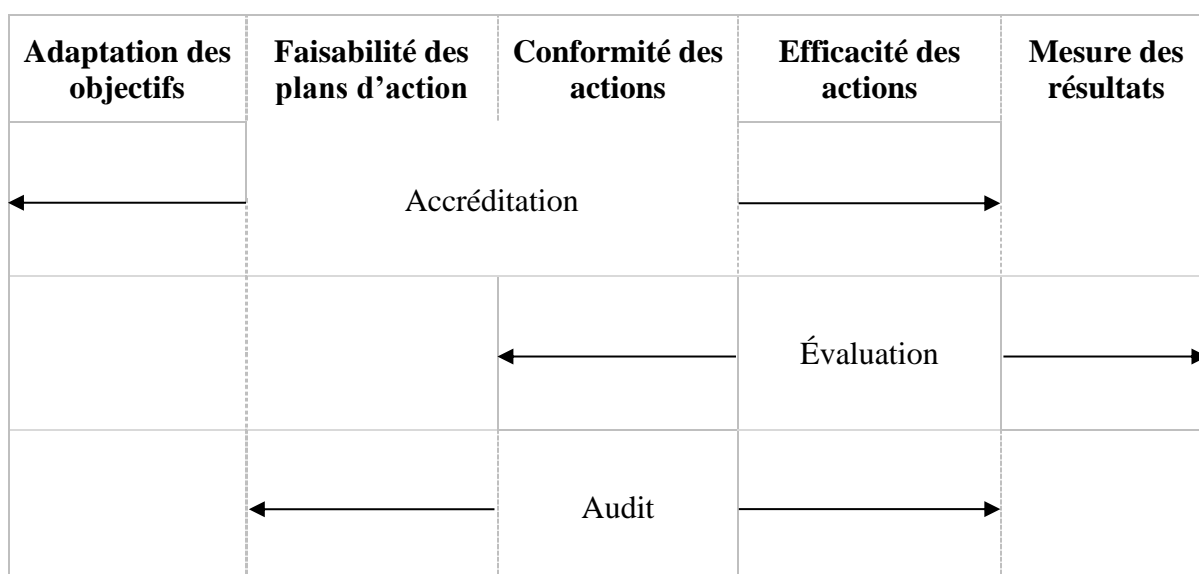 Adaptation des
objectifs
Faisabilité des
plans d’action
Conformité des
actions
Efficacité des
actions
Mesure des
résultats
Accréditation
Évaluation
Audit